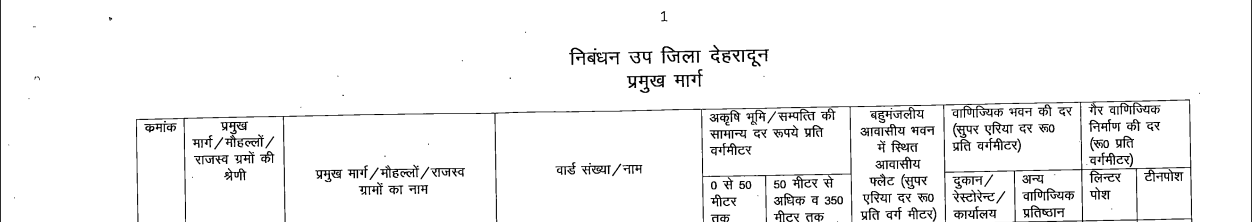 1
निबंधन उप जिला देहरादून
प्रमुख मार्ग
कमांक
प्रमुख
मार्ग/मौहल्लों/
राजस्व ग्रमों की
श्रेणी
प्रमुख मार्ग/मौहल्लों/राजस्व
ग्रामों का नाम
वार्ड संख्या/नाम
अकृषि भूमि/सम्पत्ति की
सामान्य दर रूपये प्रति
वर्गमीटर
0 से 50
मीटर
तक
50 मीटर से
अधिक व 350
मीटर तक
बहुमंजलीय
आवासीय भवन
में स्थित
आवासीय
फ्लैट (सुपर
एरिया दर रू0
प्रति वर्ग मीटर)
वाणिज्यिक भवन की दर
(सुपर एरिया दर रू0
प्रति वर्गमीटर)
दुकान/
रेस्टोरेन्ट/
कार्यालय
अन्य
वाणिज्यिक
प्रतिष्ठान
गैर वाणिज्यिक
निर्माण की दर
(रू0 प्रति
वर्गमीटर)
लिन्टर
पोश
टीनपोश